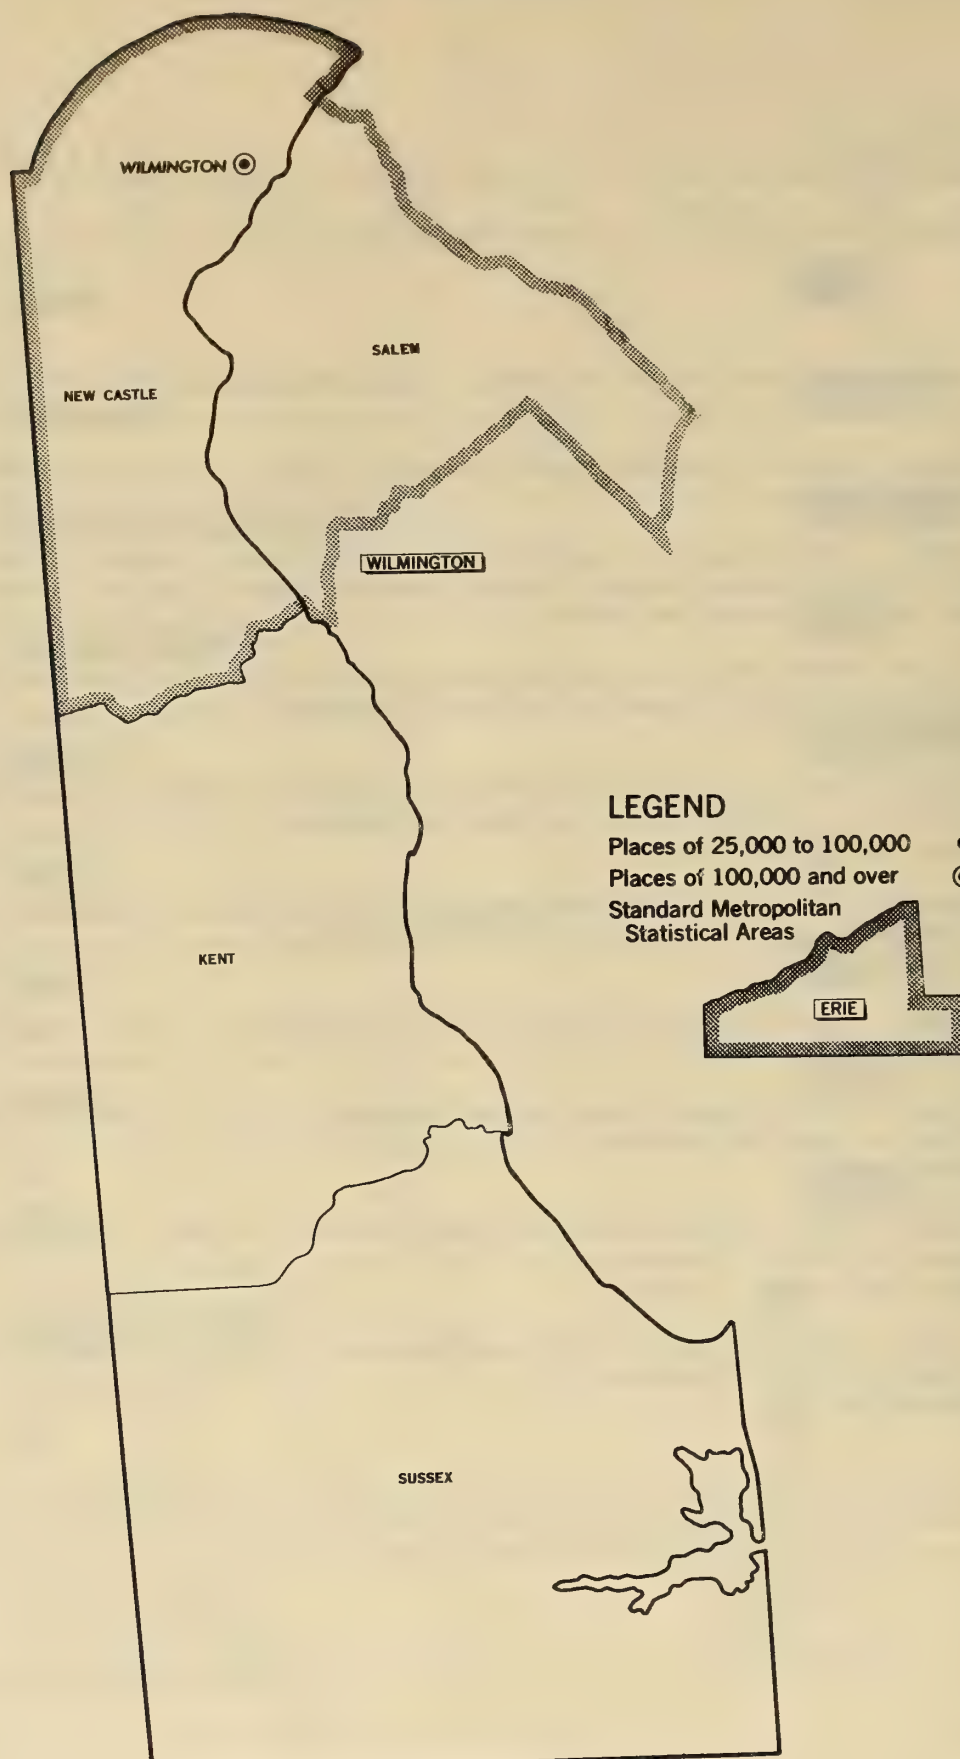 WILMINGTON
SALEM
NEW CASTLE
WILMINGTON
LEGEND
Places of 25,000 to 100,000
Places of 100,000 and over
Standard Metropolitan
Statistical Areas
KENT
ERIE
SUSSEX